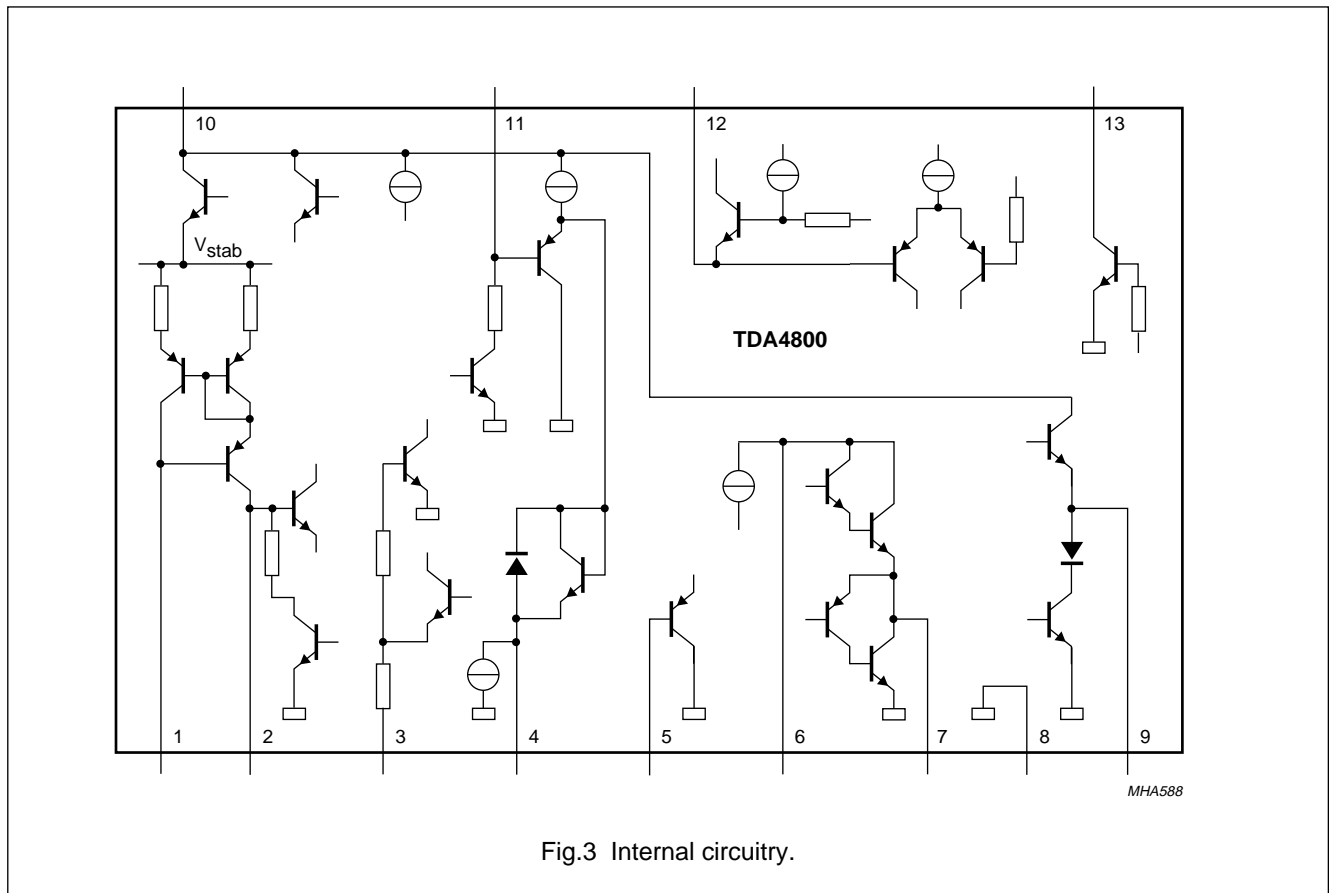 10 11 12 13
Vstab
TDA4800
1 2 3 4 5 6 7 8 9
MHA588
Fig.3 Internal circuitry.